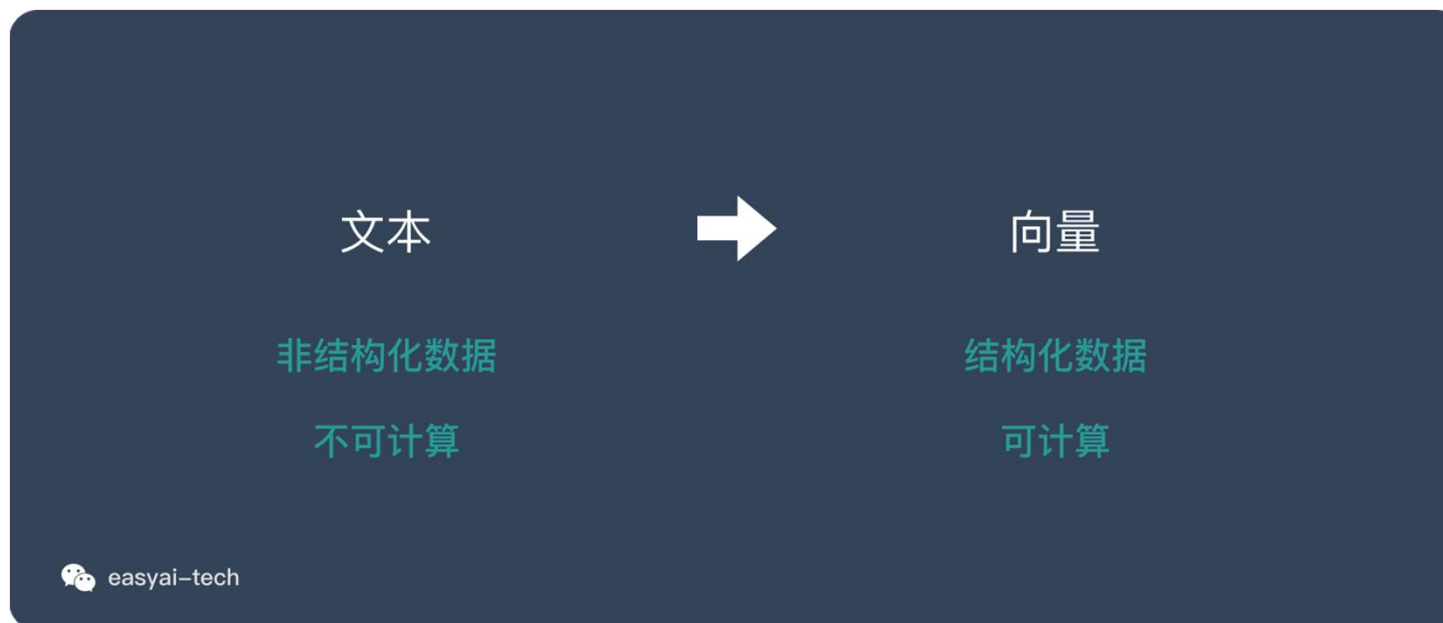 文本
向量
非结构化数据
结构化数据
不可计算
可计算
easyai-tech